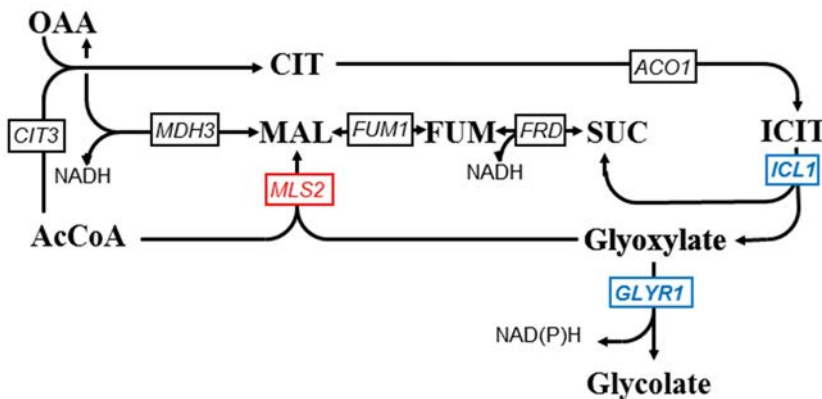 OAA
CIT
ACO1
CIT3
MDH3
MAL
FUM1
FUM
FRD
SUC
ICIT
NADH
NADH
ICL1
MLS2
AcCoA
Glyoxylate
GLYR1
NAD(P)H
Glycolate